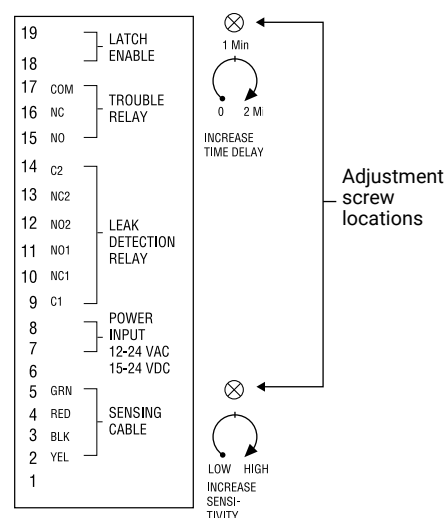 19
LATCH
18
ENABLE
17 COM
16 NC
15 NO
TROUBLE
RELAY
14 C2
13 NC2
12 NO2
11 NO1
10 NC1
9 C1
LEAK
DETECTION
RELAY
8
7
6
POWER
INPUT
12-24 VAC
15-24 VDC
5 GRN
4 RED
3 BLK
2 YEL
1
SENSING
CABLE
1 Min
0 2 Mi
INCREASE
TIME DELAY
Adjustment
screw
locations
LOW HIGH
INCREASE
SENSI-
TIVITY